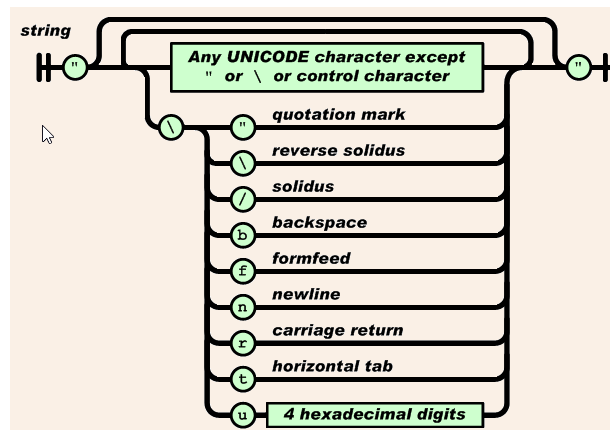 string
"
Any UNICODE character except
" or \ or control character
"
\
" quotation mark
\ reverse solidus
/ solidus
b backspace
f formfeed
n newline
r carriage return
t horizontal tab
u 4 hexadecimal digits